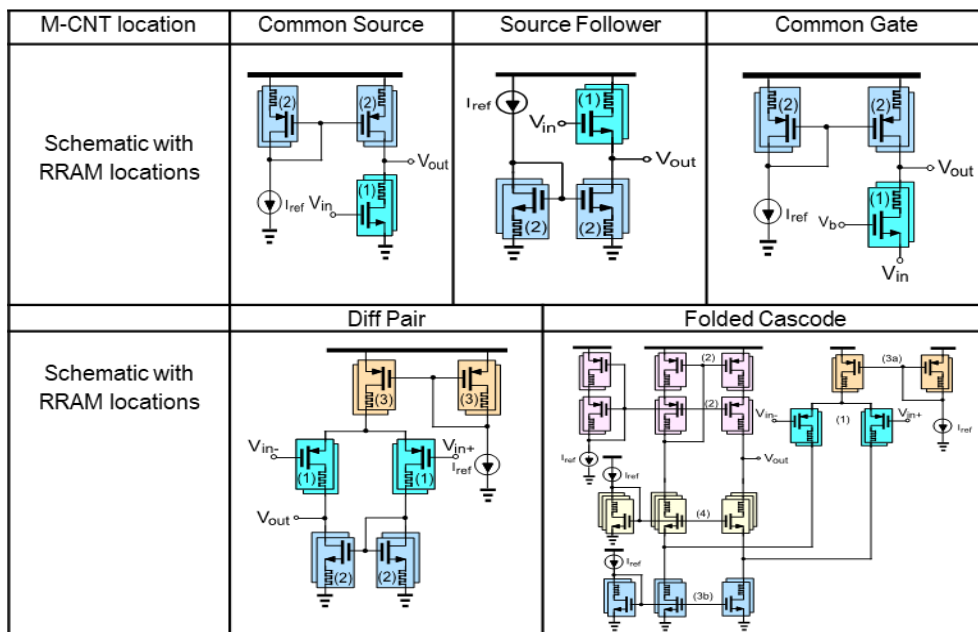 M-CNT location
Common Source
Source Follower
Common Gate
Schematic with
RRAM locations
(2)
(2)
Vout
(1)
Iref
Vin
Iref
(1)
Vin
Vout
(2)
(2)
(2)
(2)
Vout
(1)
Iref
Vb
Vin
Diff Pair
Folded Cascode
Schematic with
RRAM locations
(3)
(3)
Vin-
Vin+
Iref
(1)
(1)
Vout
(2)
(2)
(2)
(3a)
(2)
Vin-
(1)
Vin+
Iref
Iref
Vout
Iref
(4)
Iref
(3b)